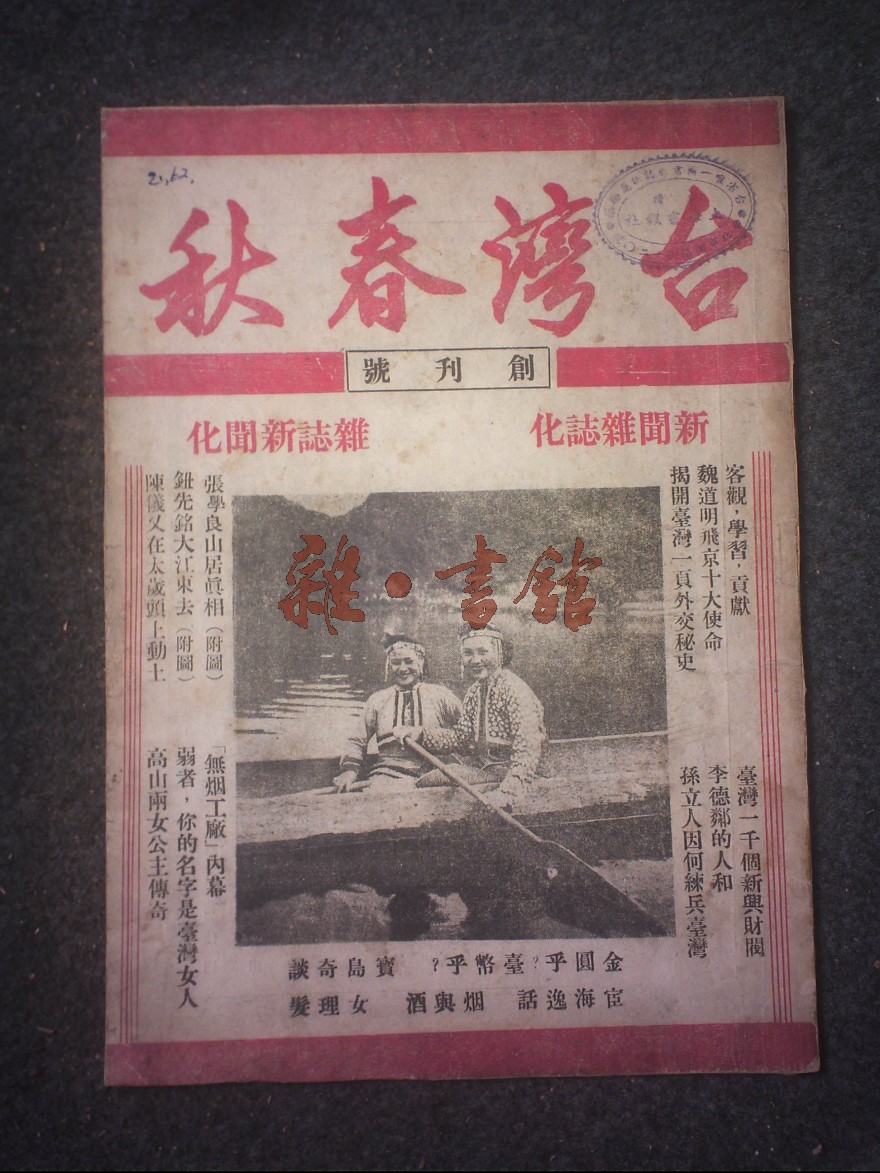 21,62.
台灣春秋
創刊號
新聞雜誌化
雜誌新聞化
客觀，學習，貢獻
魏道明飛京十大使命
揭開臺灣一頁外交秘史
臺灣一千個新興財閥
李德鄰的人和
孫立人因何練兵臺灣
張學良山居眞相（附圖）
鈕先銘大江東去（附圖）
陳儀又在太歲頭上動土
「無烟工廠」內幕
弱者，你的名字是臺灣女人
高山兩女公主傳奇
雜·書館
金圓乎？臺幣乎？ 寶島奇談
宦海逸話 烟與酒 女理髮